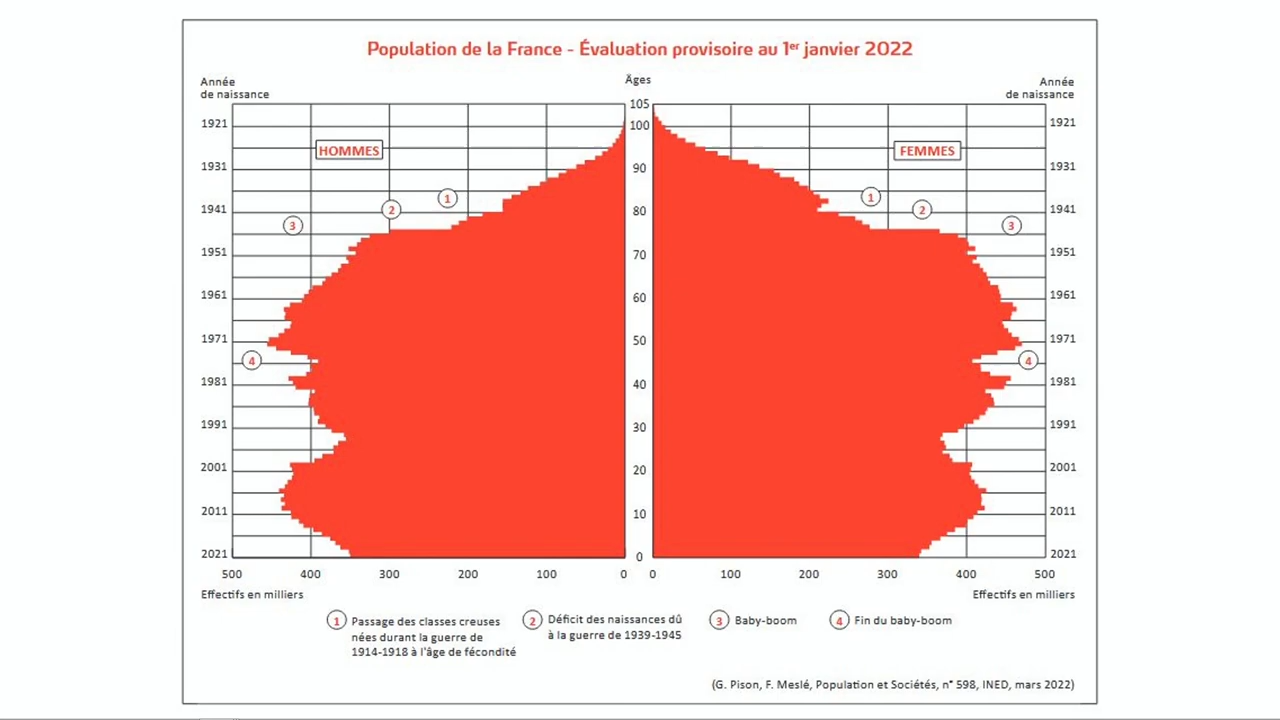 Population de la France - Évaluation provisoire au 1er janvier 2022
Année
de naissance
Âges
Année
de naissance
105
1921
100
1921
HOMMES
FEMMES
1931
90
1931
1
1
2
2
1941
80
1941
3
3
1951
70
1951
1961
60
1961
1971
50
1971
4
4
1981
40
1981
1991
30
1991
2001
20
2001
2011
10
2011
2021
0
2021
500 400 300 200 100 0 0 100 200 300 400 500
Effectifs en milliers
Effectifs en milliers
1 Passage des classes creuses
nées durant la guerre de
1914-1918 à l'âge de fécondité
2 Déficit des naissances dû
à la guerre de 1939-1945
3 Baby-boom
4 Fin du baby-boom
(G. Pison, F. Meslé, Population et Sociétés, n° 598, INED, mars 2022)